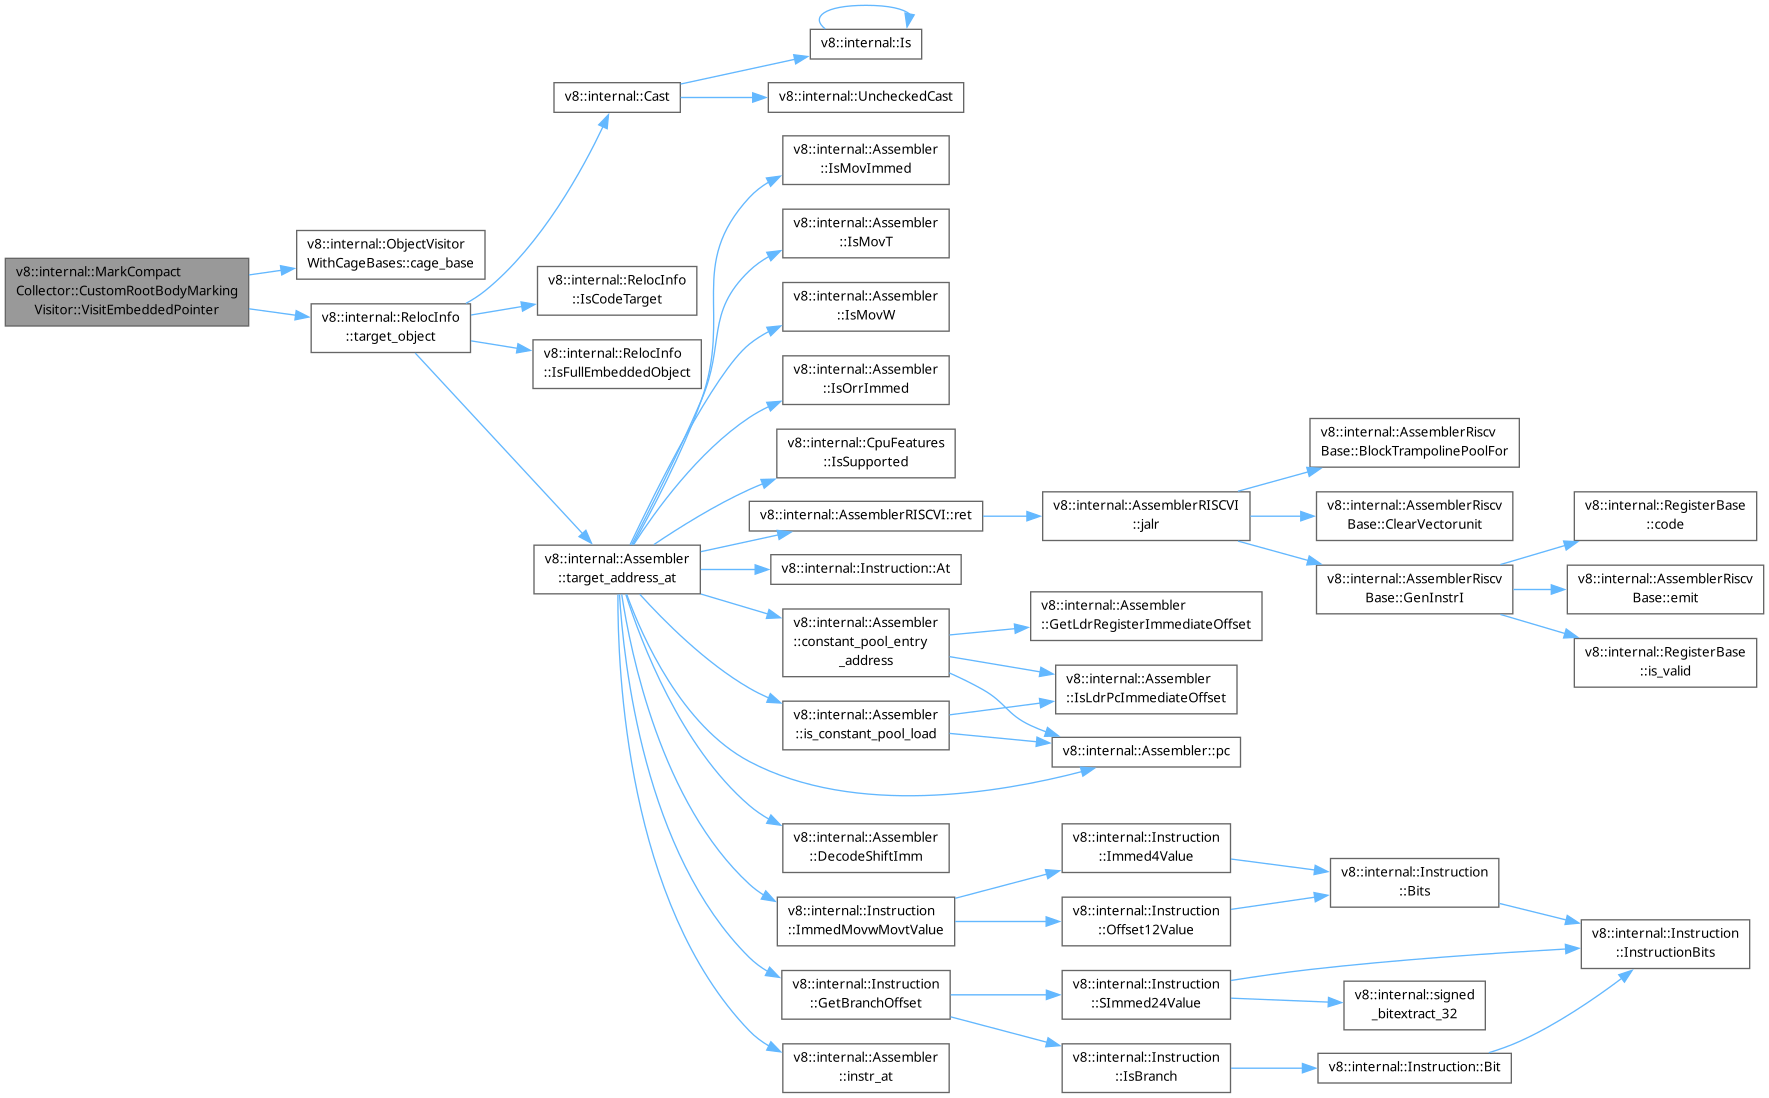 v8::internal::MarkCompact
Collector::CustomRootBodyMarking
Visitor::VisitEmbeddedPointer
v8::internal::ObjectVisitor
WithCageBases::cage_base
v8::internal::RelocInfo
::target_object
v8::internal::Cast
v8::internal::Is
v8::internal::UncheckedCast
v8::internal::RelocInfo
::IsCodeTarget
v8::internal::RelocInfo
::IsFullEmbeddedObject
v8::internal::Assembler
::target_address_at
v8::internal::Assembler
::IsMovImmed
v8::internal::Assembler
::IsMovT
v8::internal::Assembler
::IsMovW
v8::internal::Assembler
::IsOrrImmed
v8::internal::CpuFeatures
::IsSupported
v8::internal::AssemblerRISCVI::ret
v8::internal::AssemblerRISCVI
::jalr
v8::internal::AssemblerRiscv
Base::BlockTrampolinePoolFor
v8::internal::AssemblerRiscv
Base::ClearVectorunit
v8::internal::AssemblerRiscv
Base::GenInstrI
v8::internal::RegisterBase
::code
v8::internal::AssemblerRiscv
Base::emit
v8::internal::RegisterBase
::is_valid
v8::internal::Instruction::At
v8::internal::Assembler
::constant_pool_entry
_address
v8::internal::Assembler
::GetLdrRegisterImmediateOffset
v8::internal::Assembler
::IsLdrPcImmediateOffset
v8::internal::Assembler::pc
v8::internal::Assembler
::is_constant_pool_load
v8::internal::Assembler
::DecodeShiftImm
v8::internal::Instruction
::ImmedMovwMovtValue
v8::internal::Instruction
::Immed4Value
v8::internal::Instruction
::Offset12Value
v8::internal::Instruction
::Bits
v8::internal::Instruction
::InstructionBits
v8::internal::Instruction
::GetBranchOffset
v8::internal::Instruction
::SImmed24Value
v8::internal::signed
_bitextract_32
v8::internal::Instruction
::IsBranch
v8::internal::Instruction::Bit
v8::internal::Assembler
::instr_at